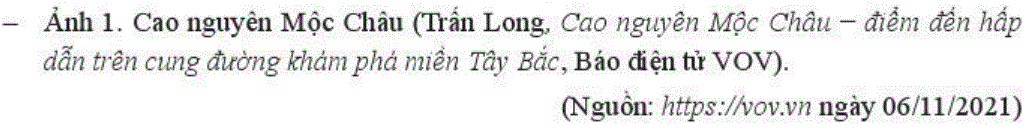 – Ảnh 1. Cao nguyên Mộc Châu (Trấn Long, Cao nguyên Mộc Châu – điểm đến hấp
dẫn trên cung đường khám phá miền Tây Bắc, Báo điện tử VOV).
(Nguồn: https://vov.vn ngày 06/11/2021)